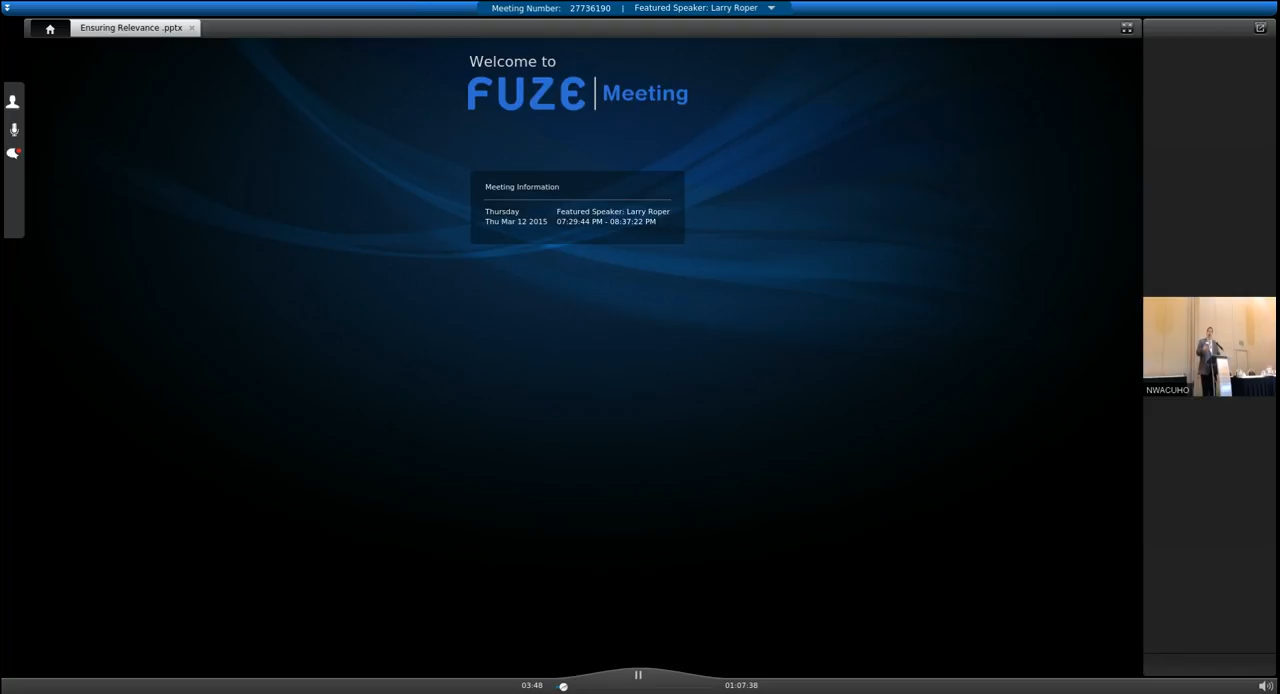 Meeting Number: 27736190 | Featured Speaker: Larry Roper
Ensuring Relevance .pptx
Welcome to
FUZE | Meeting
Meeting Information
Thursday Featured Speaker: Larry Roper
Thu Mar 12 2015 07:29:44 PM - 08:37:22 PM
NWACUHO
03:48 01:07:38